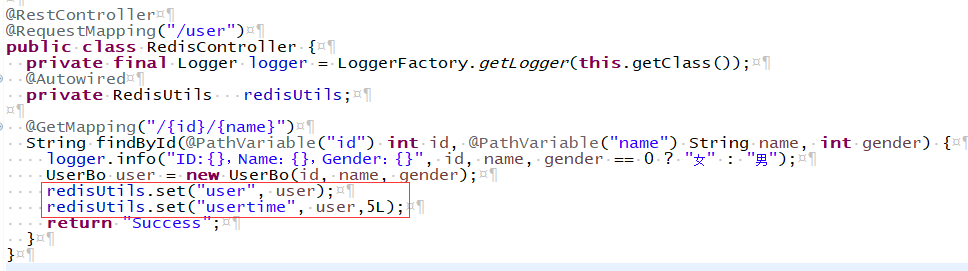 @RestController
@RequestMapping("/user")
public class RedisController {
private final Logger logger = LoggerFactory.getLogger(this.getClass());
@Autowired
private RedisUtils   redisUtils;
@GetMapping("/{id}/{name}")
String findById(@PathVariable("id") int id, @PathVariable("name") String name, int gender) {
logger.info("ID:{}，Name：{}，Gender：{}", id, name, gender == 0 ? "女" : "男");
UserBo user = new UserBo(id, name, gender);
redisUtils.set("user", user);
redisUtils.set("usertime", user,5L);
return "Success";
}
}